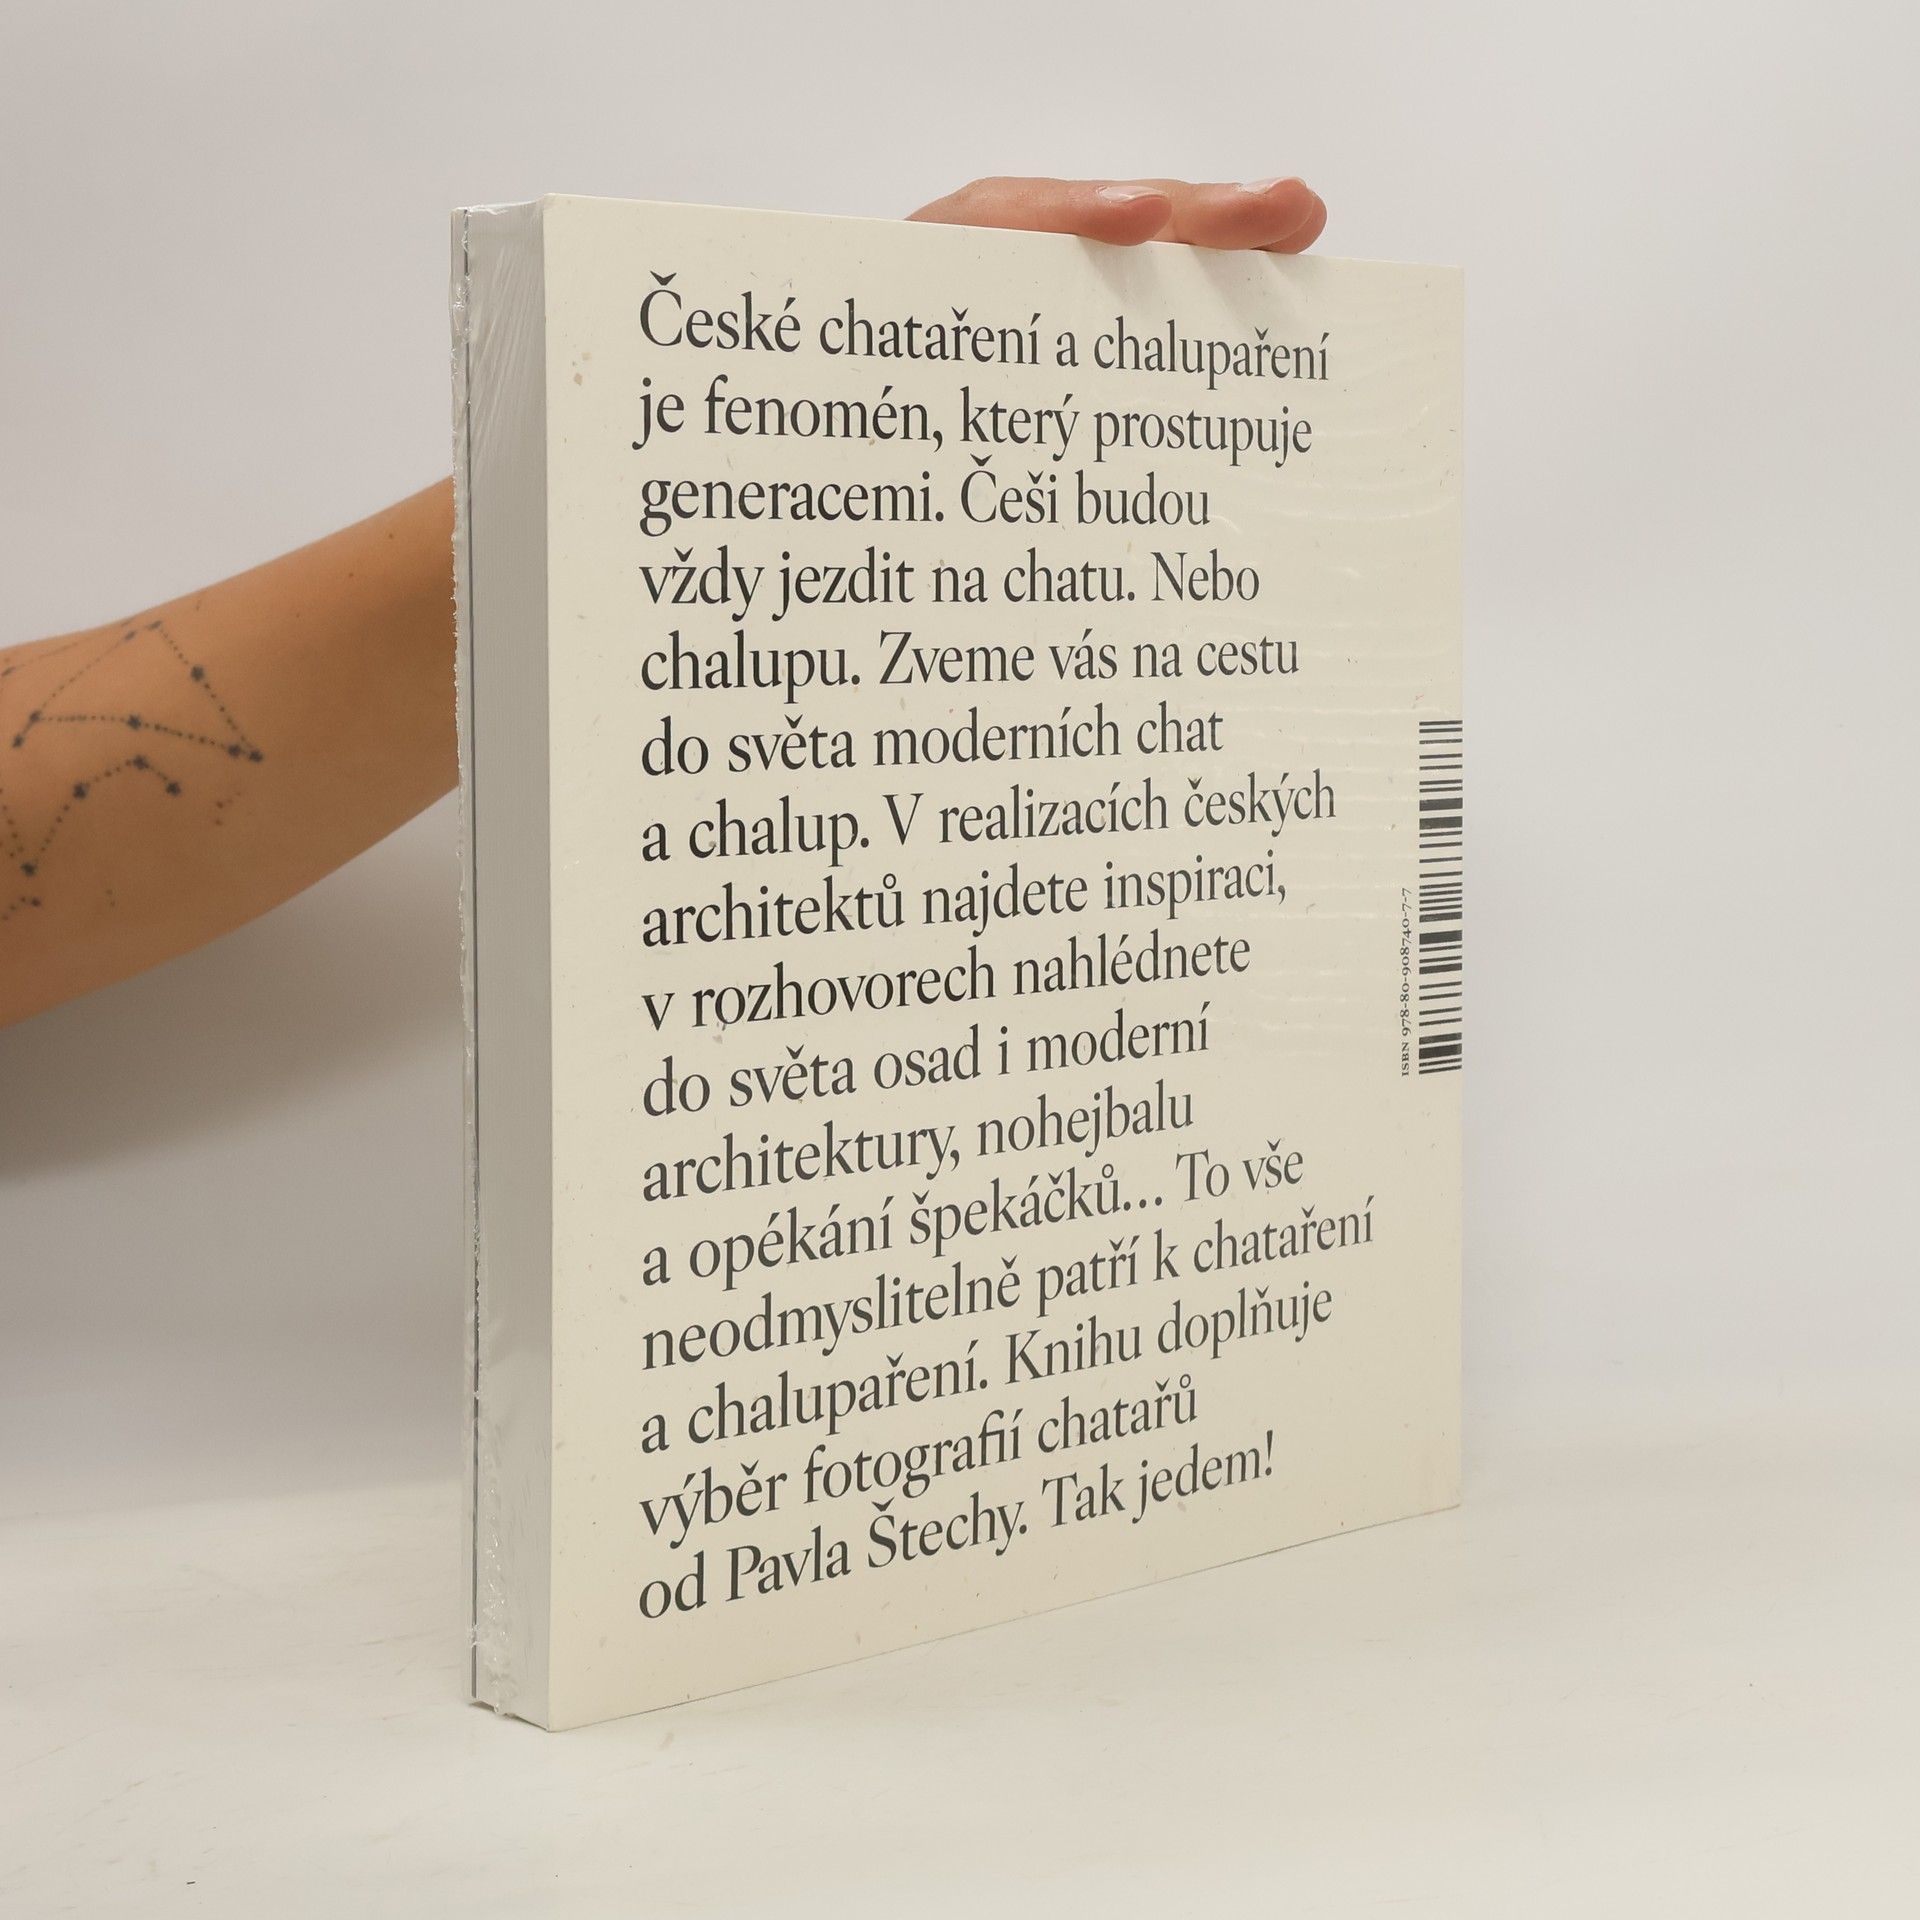 České chataření a chalupaření
je fenomén, který prostupuje
generacemi. Češi budou
vždy jezdit na chatu. Nebo
chalupu. Zveme vás na cestu
do světa moderních chat
a chalup. V realizacích českých
architektů najdete inspiraci,
v rozhovorech nahlédnete
do světa osad i moderní
architektury, nohejbalu
a opékání špekáčků... To vše
neodmyslitelně patří k chataření
a chalupaření. Knihu doplňuje
výběr fotografií chatařů
od Pavla Štechy. Tak jedem!
ISBN 978-80-908740-7-7